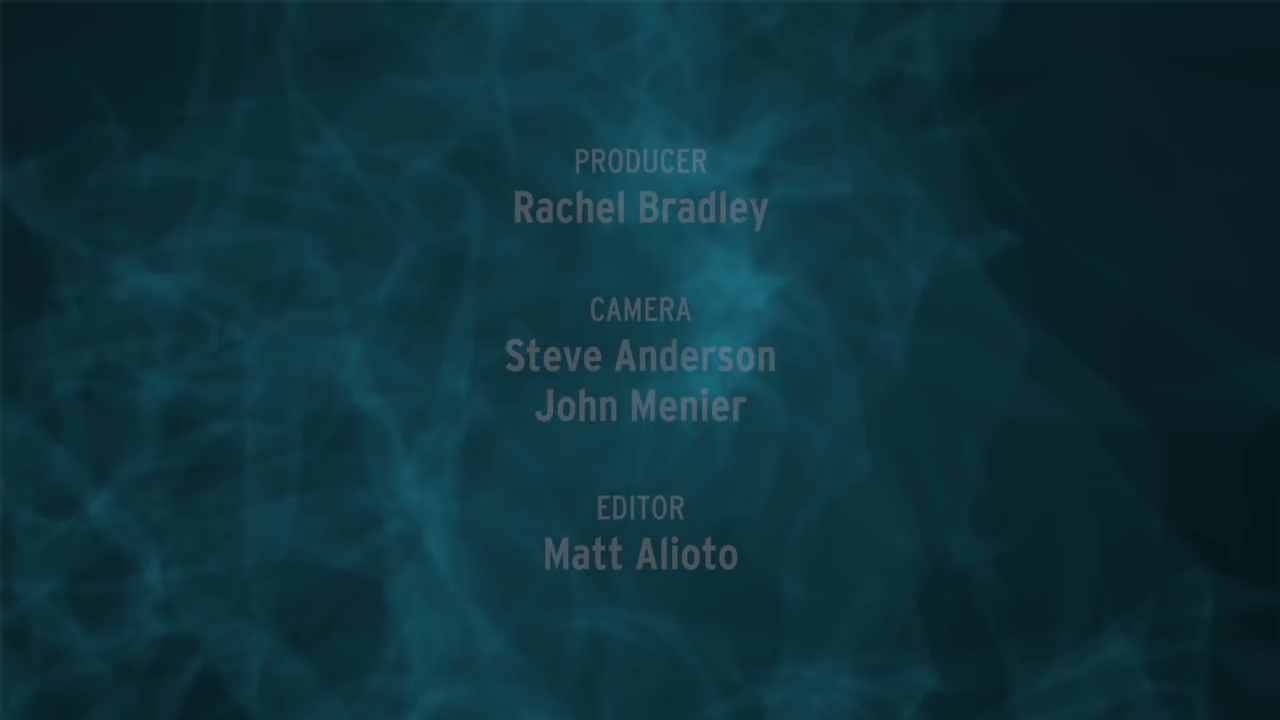 PRODUCER
Rachel Bradley
CAMERA
Steve Anderson
John Menier
EDITOR
Matt Alioto